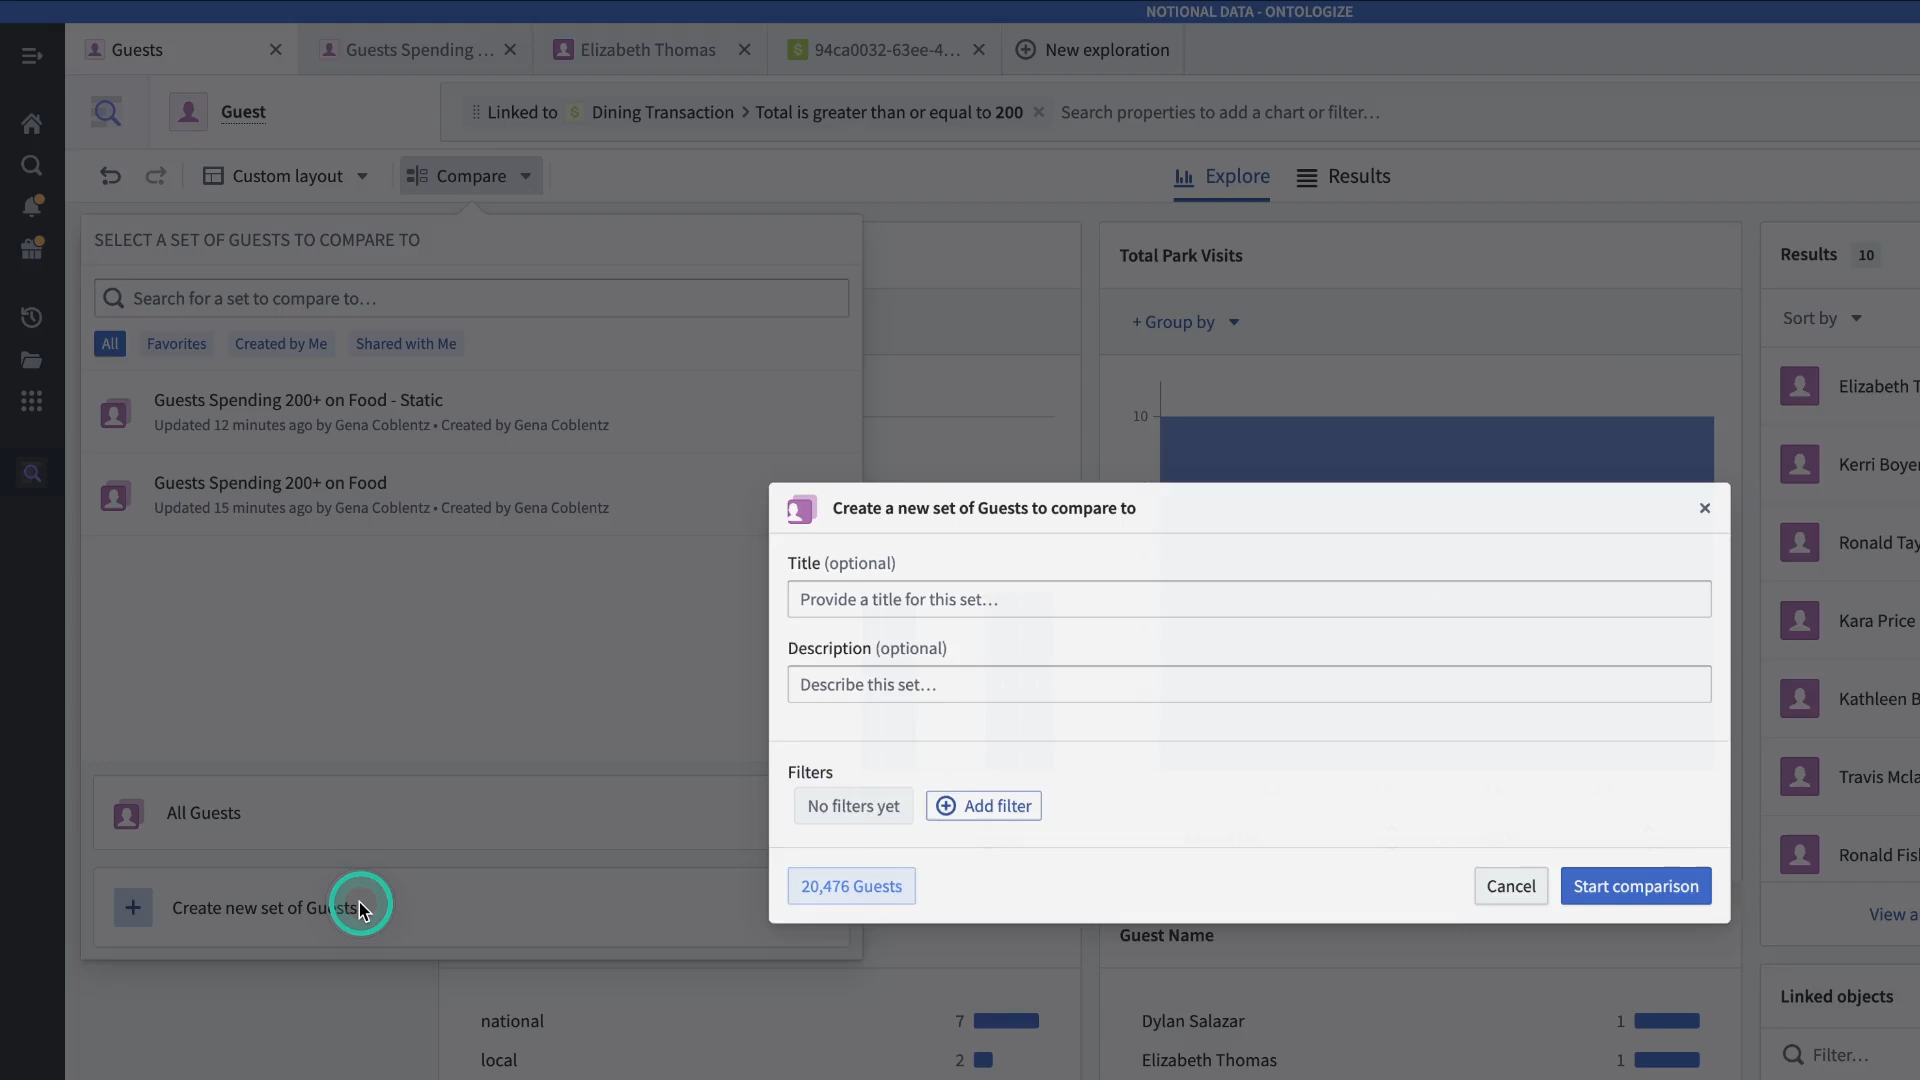 NOTIONAL DATA - ONTOLOGIZE
Guests
Guests Spending ...
Elizabeth Thomas
94ca0032-63ee-4...
New exploration
Guest
Linked to $ Dining Transaction > Total is greater than or equal to 200
Search properties to add a chart or filter...
Custom layout
Compare
Explore
Results
SELECT A SET OF GUESTS TO COMPARE TO
Search for a set to compare to...
All
Favorites
Created by Me
Shared with Me
Guests Spending 200+ on Food - Static
Updated 12 minutes ago by Gena Coblentz • Created by Gena Coblentz
Guests Spending 200+ on Food
Updated 15 minutes ago by Gena Coblentz • Created by Gena Coblentz
All Guests
Create new set of Guests
Total Park Visits
+ Group by
10
Create a new set of Guests to compare to
Title (optional)
Provide a title for this set...
Description (optional)
Describe this set...
Filters
No filters yet
Add filter
20,476 Guests
Cancel
Start comparison
Guest Name
national 7
local 2
Dylan Salazar 1
Elizabeth Thomas 1
Results 10
Sort by
Elizabeth T
Kerri Boyer
Ronald Tay
Kara Price
Kathleen B
Travis Mcla
Ronald Fis
View a
Linked objects
Filter...